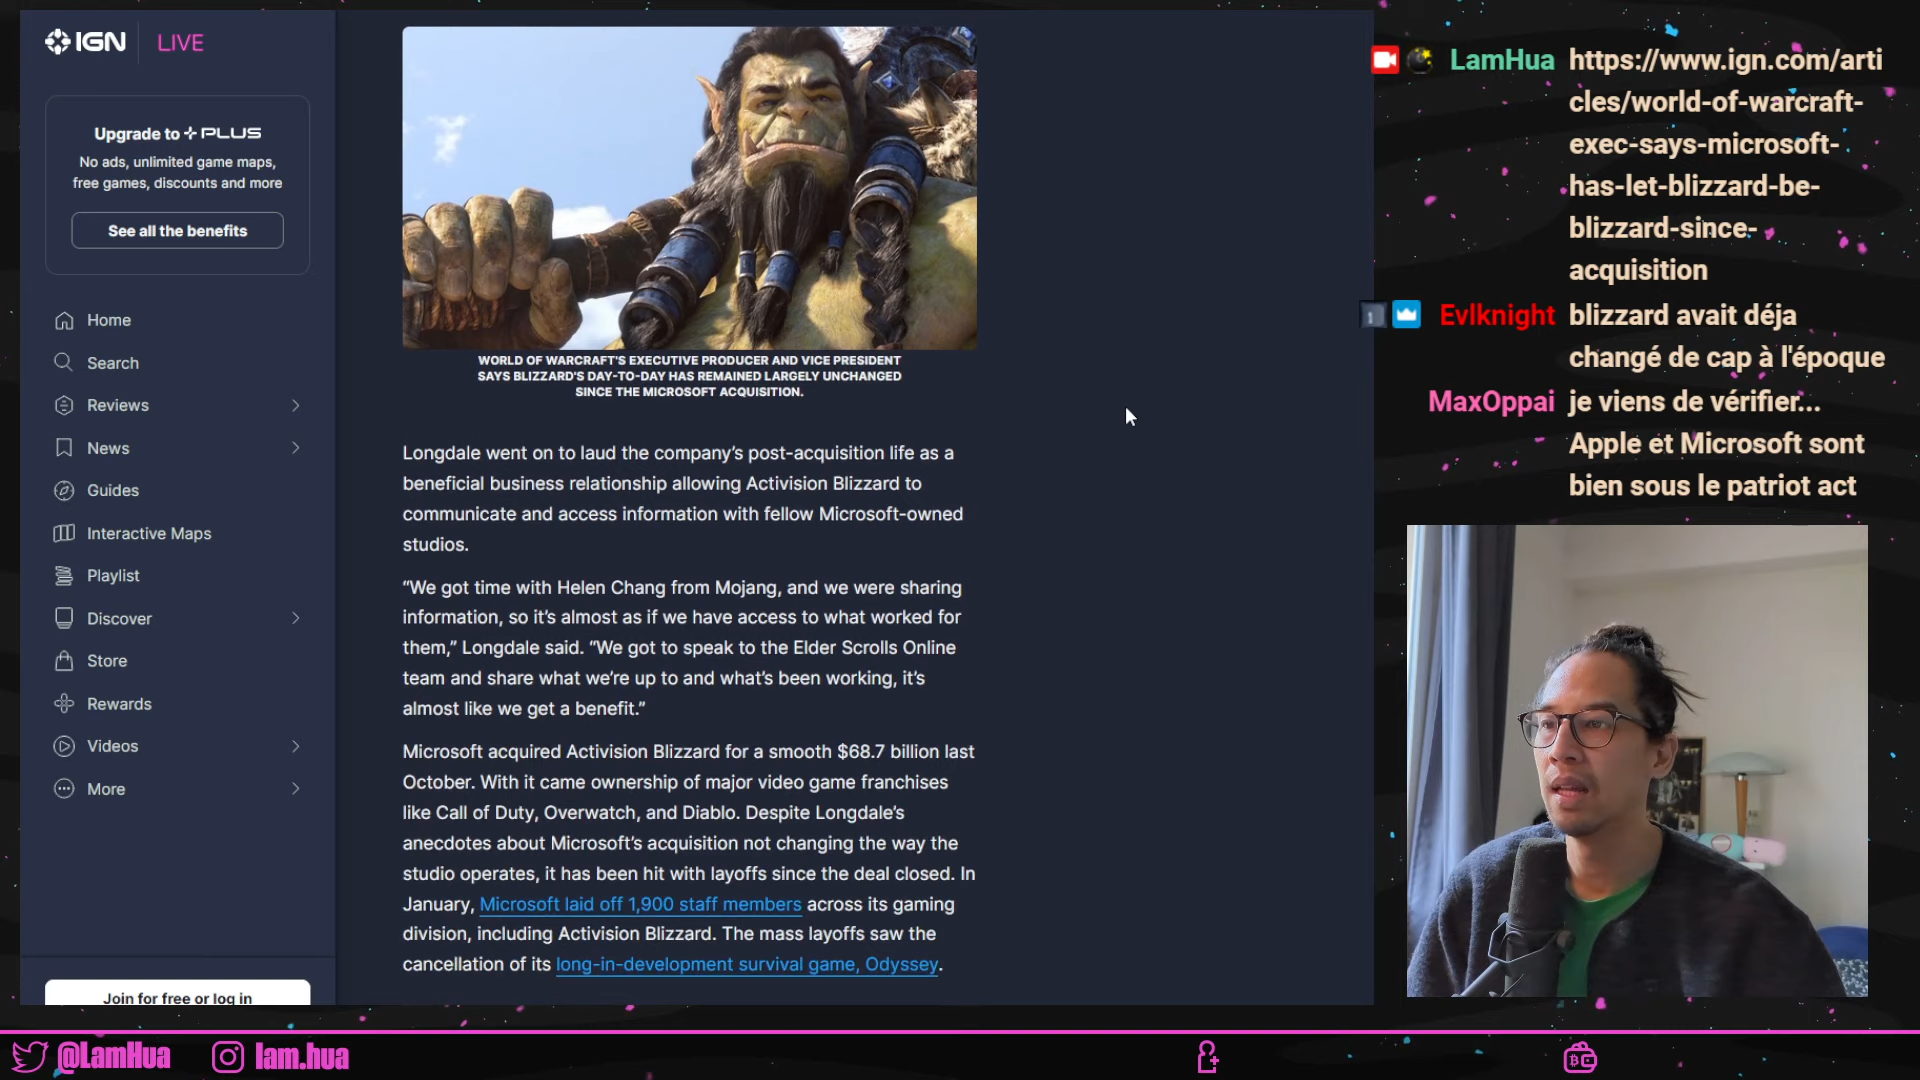 IGN LIVE
Upgrade to PLUS
No ads, unlimited game maps,
free games, discounts and more
See all the benefits
Home
Search
Reviews
News
Guides
Interactive Maps
Playlist
Discover
Store
Rewards
Videos
More
Join for free or log in
WORLD OF WARCRAFT'S EXECUTIVE PRODUCER AND VICE PRESIDENT
SAYS BLIZZARD'S DAY-TO-DAY HAS REMAINED LARGELY UNCHANGED
SINCE THE MICROSOFT ACQUISITION.
Longdale went on to laud the company’s post-acquisition life as a
beneficial business relationship allowing Activision Blizzard to
communicate and access information with fellow Microsoft-owned
studios.
“We got time with Helen Chang from Mojang, and we were sharing
information, so it’s almost as if we have access to what worked for
them,” Longdale said. “We got to speak to the Elder Scrolls Online
team and share what we’re up to and what’s been working, it’s
almost like we get a benefit.”
Microsoft acquired Activision Blizzard for a smooth $68.7 billion last
October. With it came ownership of major video game franchises
like Call of Duty, Overwatch, and Diablo. Despite Longdale’s
anecdotes about Microsoft’s acquisition not changing the way the
studio operates, it has been hit with layoffs since the deal closed. In
January, Microsoft laid off 1,900 staff members across its gaming
division, including Activision Blizzard. The mass layoffs saw the
cancellation of its long-in-development survival game, Odyssey.
LamHua https://www.ign.com/arti
cles/world-of-warcraft-
exec-says-microsoft-
has-let-blizzard-be-
blizzard-since-
acquisition
1 Evlknight blizzard avait déja
changé de cap à l'époque
MaxOppai je viens de vérifier...
Apple et Microsoft sont
bien sous le patriot act
@LamHua lam.hua